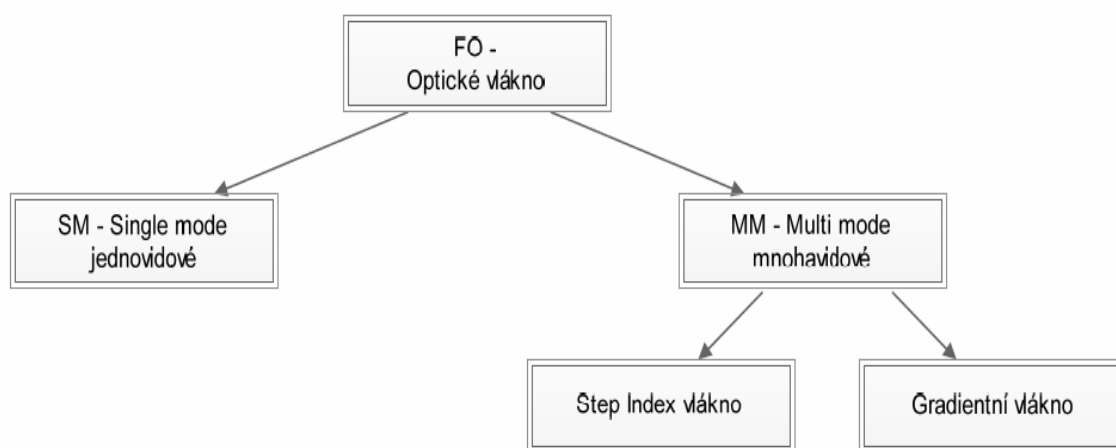 FO -
Optické vlákno
SM - Single mode
jednovidové
MM - Multi mode
mnohavidové
Step Index vlákno
Gradientní vlákno